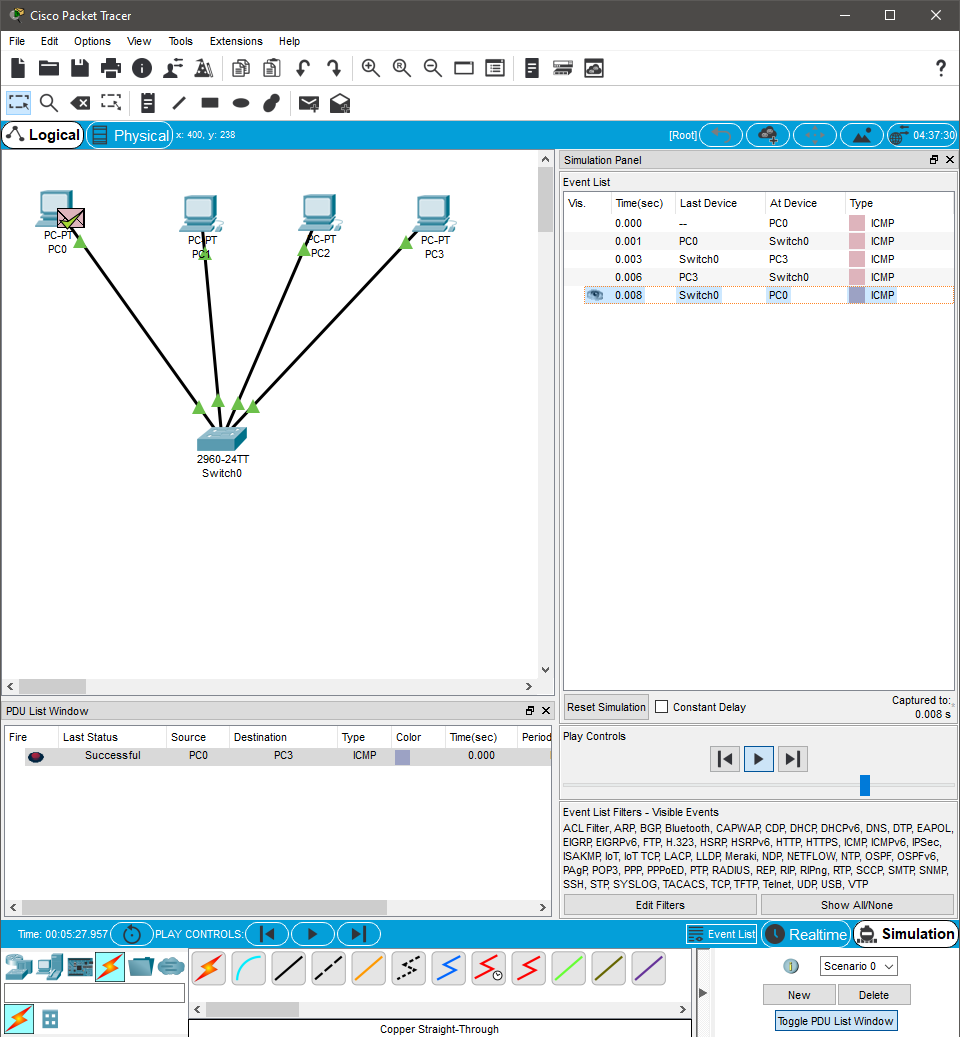 Cisco Packet Tracer
File Edit Options View Tools Extensions Help
?
Logical Physical x: 400, y: 238 [Root] 04:37:30
PC-PT
PC0
PC-PT
PC1
PC-PT
PC2
PC-PT
PC3
2960-24TT
Switch0
Simulation Panel
Event List
Vis. Time(sec) Last Device At Device Type
0.000 -- PC0 ICMP
0.001 PC0 Switch0 ICMP
0.003 Switch0 PC3 ICMP
0.006 PC3 Switch0 ICMP
0.008 Switch0 PC0 ICMP
Reset Simulation Constant Delay Captured to:
0.008 s
PDU List Window
Fire Last Status Source Destination Type Color Time(sec) Period
Successful PC0 PC3 ICMP 0.000
Play Controls
Event List Filters - Visible Events
ACL Filter, ARP, BGP, Bluetooth, CAPWAP, CDP, DHCP, DHCPv6, DNS, DTP, EAPOL,
EIGRP, EIGRPv6, FTP, H.323, HSRP, HSRPv6, HTTP, HTTPS, ICMP, ICMPv6, IPSec,
ISAKMP, IoT, IoT TCP, LACP, LLDP, Meraki, NDP, NETFLOW, NTP, OSPF, OSPFv6,
PAgP, POP3, PPP, PPPoED, PTP, RADIUS, REP, RIP, RIPng, RTP, SCCP, SMTP, SNMP,
SSH, STP, SYSLOG, TACACS, TCP, TFTP, Telnet, UDP, USB, VTP
Edit Filters Show All/None
Time: 00:05:27.957 PLAY CONTROLS: Event List Realtime Simulation
Scenario 0
New Delete
Toggle PDU List Window
Copper Straight-Through